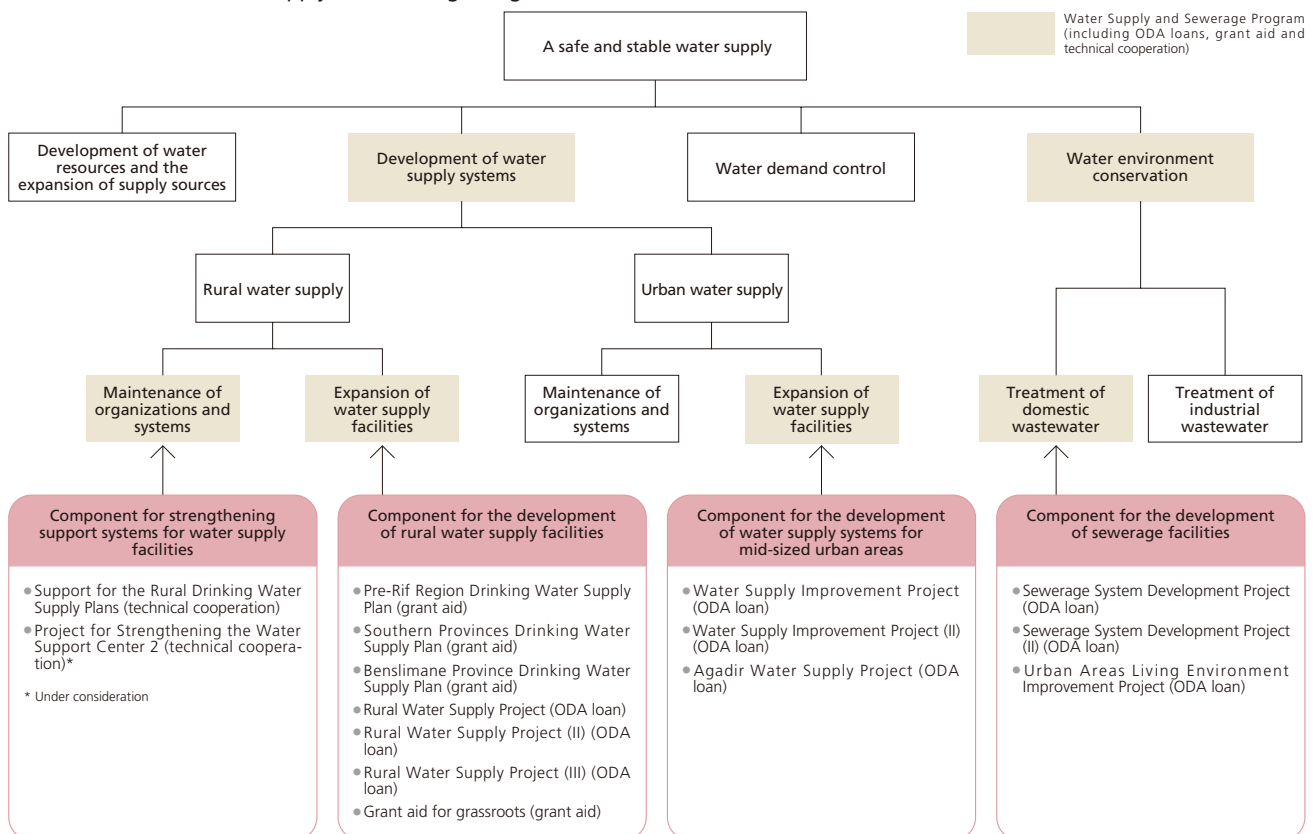 A safe and stable water supply
Water Supply and Sewerage Program
(including ODA loans, grant aid and
technical cooperation)
Development of water
resources and the
expansion of supply sources
Development of water
supply systems
Water demand control
Water environment
conservation
Rural water supply
Urban water supply
Maintenance of
organizations and
systems
Expansion of
water supply
facilities
Maintenance of
organizations and
systems
Expansion of
water supply
facilities
Treatment of
domestic
wastewater
Treatment of
industrial
wastewater
Component for strengthening
support systems for water supply
facilities
● Support for the Rural Drinking Water
Supply Plans (technical cooperation)
● Project for Strengthening the Water
Support Center 2 (technical coopera-
tion)*
* Under consideration
Component for the development
of rural water supply facilities
● Pre-Rif Region Drinking Water Supply
Plan (grant aid)
● Southern Provinces Drinking Water
Supply Plan (grant aid)
● Benslimane Province Drinking Water
Supply Plan (grant aid)
● Rural Water Supply Project (ODA loan)
● Rural Water Supply Project (II) (ODA
loan)
● Rural Water Supply Project (III) (ODA
loan)
● Grant aid for grassroots (grant aid)
Component for the development
of water supply systems for
mid-sized urban areas
● Water Supply Improvement Project
(ODA loan)
● Water Supply Improvement Project (II)
(ODA loan)
● Agadir Water Supply Project (ODA
loan)
Component for the development
of sewerage facilities
● Sewerage System Development Project
(ODA loan)
● Sewerage System Development Project
(II) (ODA loan)
● Urban Areas Living Environment
Improvement Project (ODA loan)